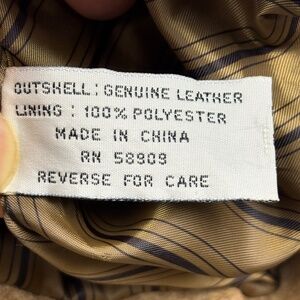 OUTSHELL: GENUINE LEATHER
LINING: 100% POLYESTER
MADE IN CHINA
RN 58909
REVERSE FOR CARE